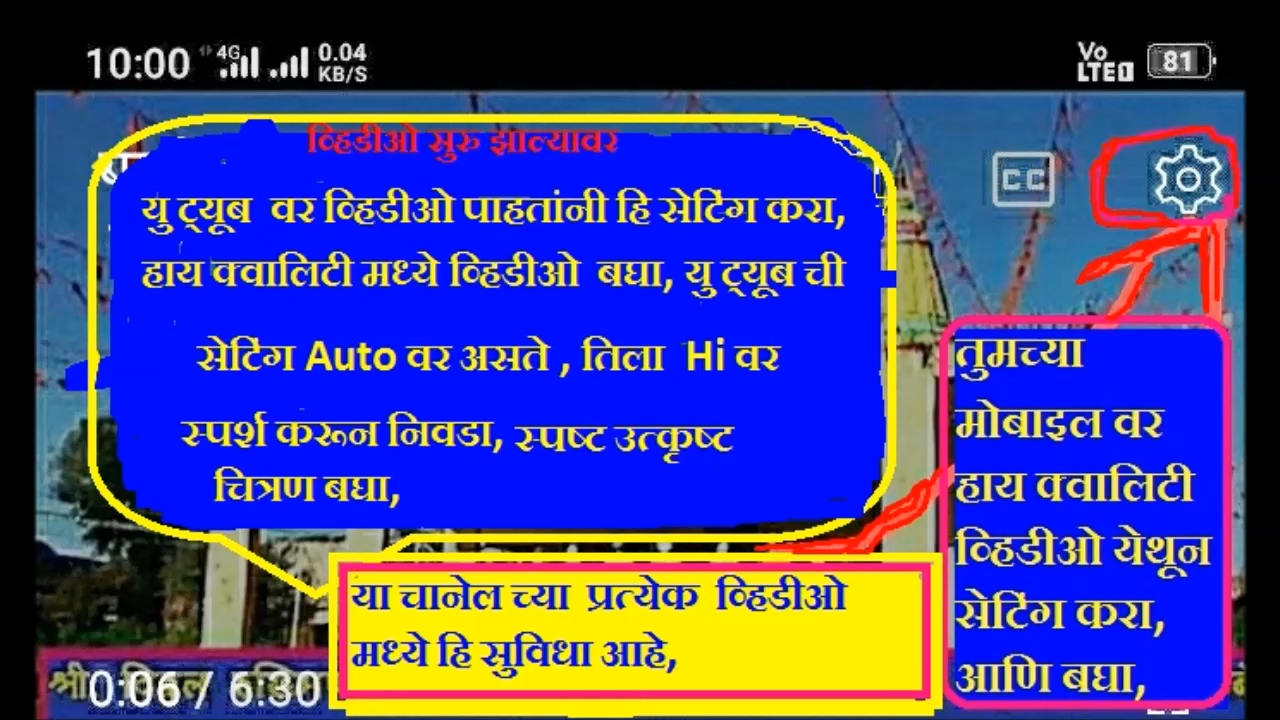 10:00 4G 0.04 KB/S Vo LTE 81
व्हिडीओ सुरु झाल्यावर
यु ट्यूब वर व्हिडीओ पाहतांनी हि सेटिंग करा,
हाय क्वालिटी मध्ये व्हिडीओ बघा, यु ट्यूब ची
सेटिंग Auto वर असते , तिला Hi वर
स्पर्श करून निवडा, स्पष्ट उत्कृष्ट
चित्रण बघा,
CC
तुमच्या
मोबाइल वर
हाय क्वालिटी
व्हिडीओ येथून
सेटिंग करा,
आणि बघा,
या चानेल च्या प्रत्येक व्हिडीओ
मध्ये हि सुविधा आहे,
श्री
0:06 / 6:30